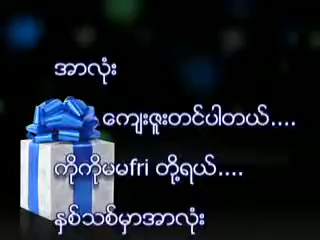 အာလုံး
ကျေးဇူးတင်ပါတယ်....
ကိုကိုမမfri တို့ရယ်....
နှစ်သစ်မှာအာလုံး